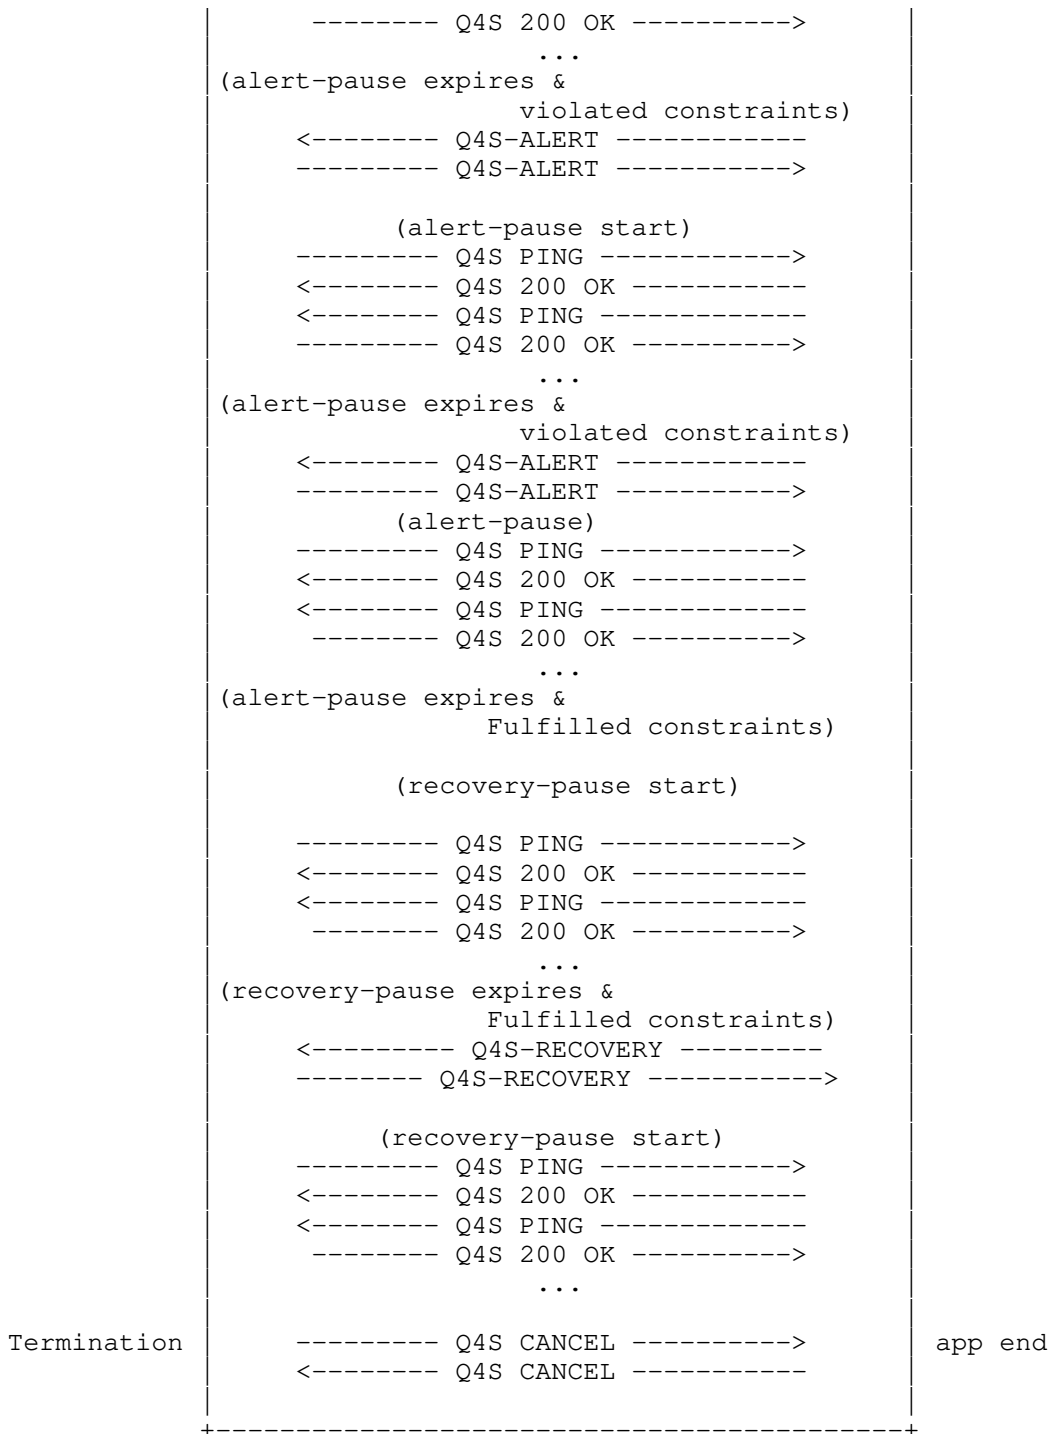 -------- Q4S 200 OK ---------->
...
(alert-pause expires &
violated constraints)
<-------- Q4S-ALERT ------------
--------- Q4S-ALERT ----------->
(alert-pause start)
--------- Q4S PING ------------>
<-------- Q4S 200 OK -----------
<-------- Q4S PING -------------
--------- Q4S 200 OK ---------->
...
(alert-pause expires &
violated constraints)
<-------- Q4S-ALERT ------------
--------- Q4S-ALERT ----------->
(alert-pause)
--------- Q4S PING ------------>
<-------- Q4S 200 OK -----------
<-------- Q4S PING -------------
-------- Q4S 200 OK ---------->
...
(alert-pause expires &
Fulfilled constraints)
(recovery-pause start)
--------- Q4S PING ------------>
<-------- Q4S 200 OK -----------
<-------- Q4S PING -------------
-------- Q4S 200 OK ---------->
...
(recovery-pause expires &
Fulfilled constraints)
<--------- Q4S-RECOVERY ---------
-------- Q4S-RECOVERY ----------->
(recovery-pause start)
--------- Q4S PING ------------>
<-------- Q4S 200 OK -----------
<-------- Q4S PING -------------
-------- Q4S 200 OK ---------->
...
Termination | --------- Q4S CANCEL ----------> | app end
<-------- Q4S CANCEL -----------
+-------------------------------------------+